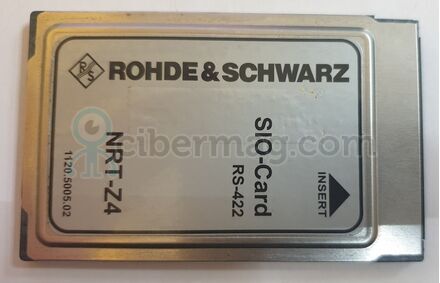 R&S
ROHDE & SCHWARZ
SIO-Card
RS-422
INSERT
NRT-Z4
1120.5005.02
cibermag.com